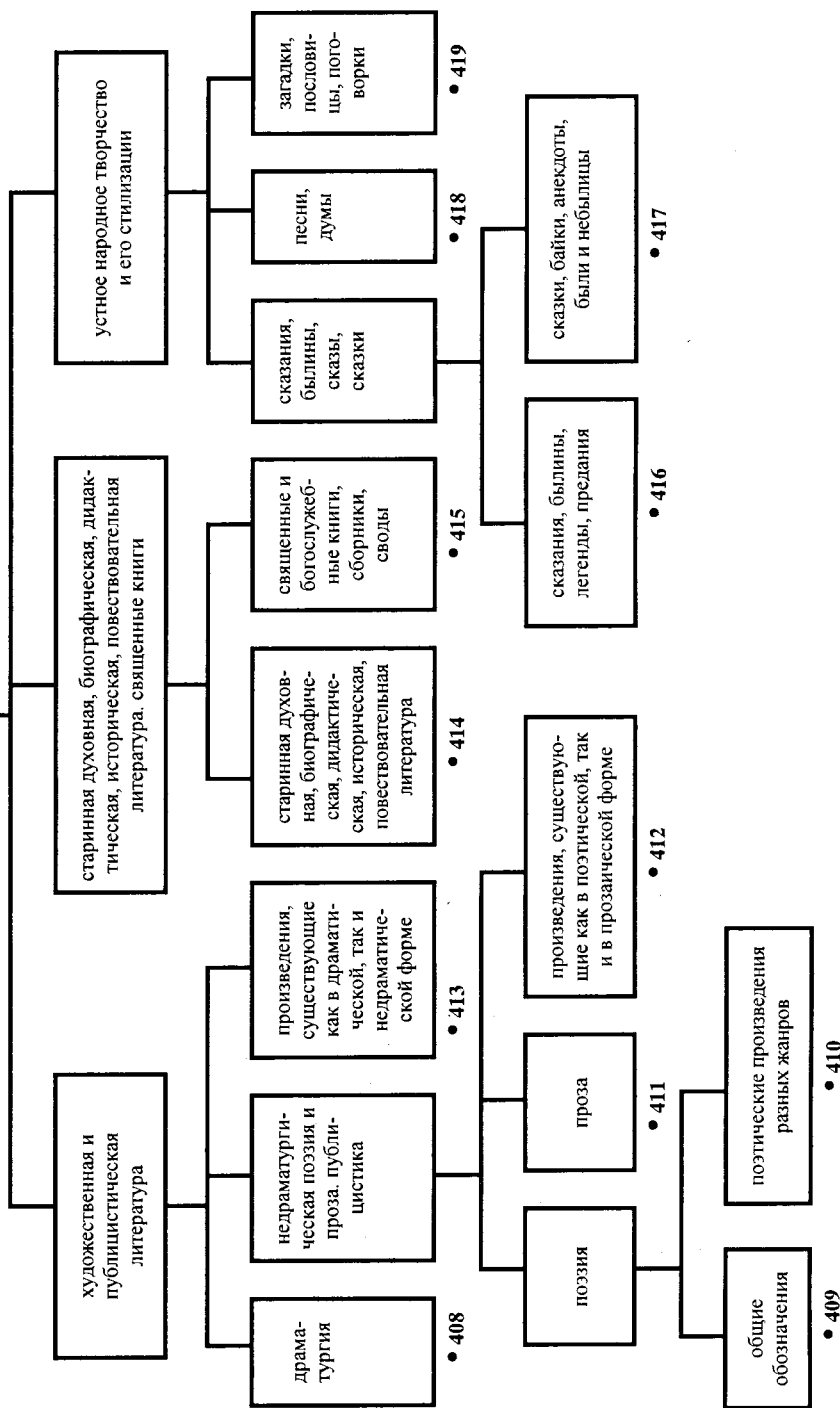 художественная и
публицистическая
литература
старинная духовная, биографическая, дидак-
тическая, историческая, повествовательная
литература. священные книги
устное народное творчество
и его стилизации
драма-
тургия
• 408
недраматурги-
ческая поэзия и
проза. публи-
цистика
произведения,
существующие
как в драмати-
ческой, так и
недраматиче-
ской форме
• 413
старинная духов-
ная, биографиче-
ская, дидактиче-
ская, историческая,
повествовательная
литература
• 414
священные и
богослужеб-
ные книги,
сборники,
своды
• 415
сказания,
былины,
сказы,
сказки
песни,
думы
• 418
загадки,
послови-
цы, пого-
ворки
• 419
поэзия
проза
• 411
произведения, существую-
щие как в поэтической, так
и в прозаической форме
• 412
сказания, былины,
легенды, предания
• 416
сказки, байки, анекдоты,
были и небылицы
• 417
общие
обозначения
• 409
поэтические произведения
разных жанров
• 410